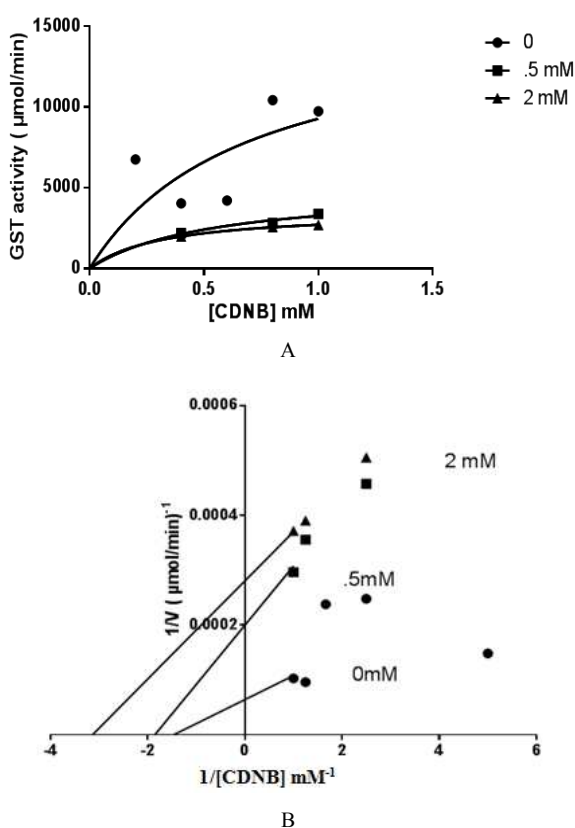 15000
10000
5000
0
GST activity ( μmol/min)
0.0 0.5 1.0 1.5
[CDNB] mM
0
.5 mM
2 mM
A
0.0006
0.0004
0.0002
1/V ( μmol/min)⁻¹
2 mM
.5mM
0mM
-4 -2 0 2 4 6
1/[CDNB] mM⁻¹
B